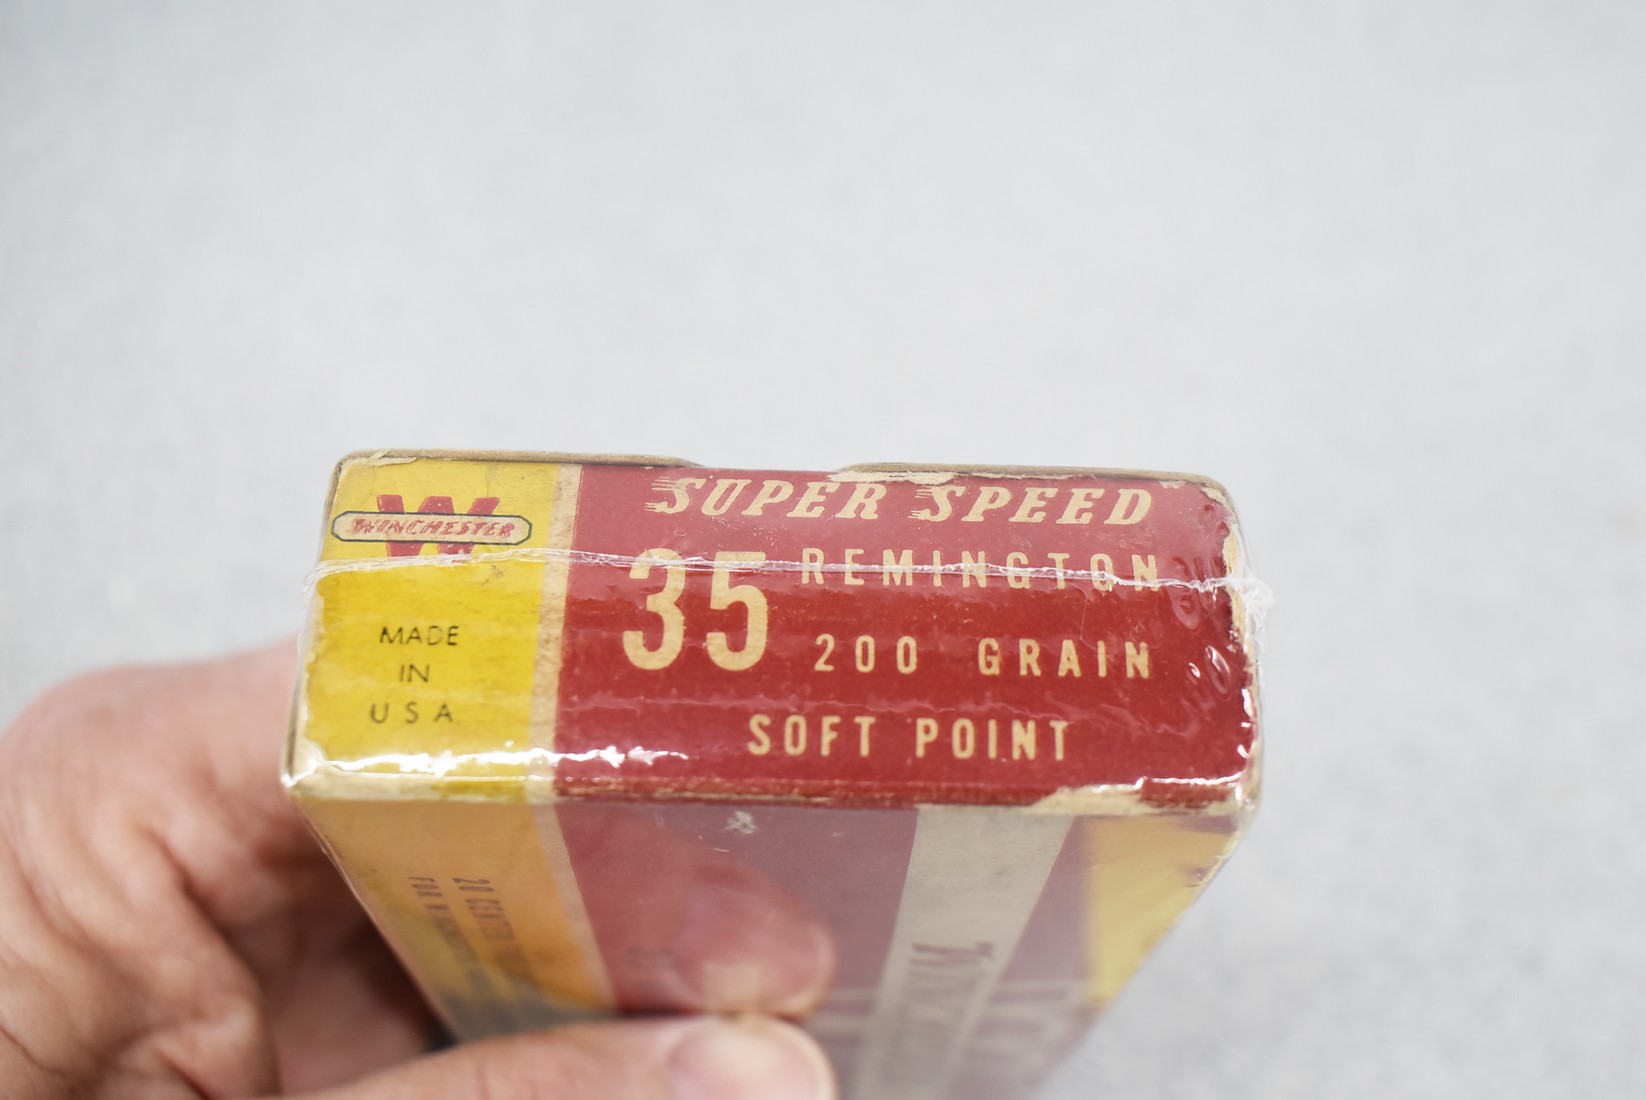 W
WINCHESTER
MADE
IN
U S A
SUPER SPEED
35 REMINGTON
200 GRAIN
SOFT POINT